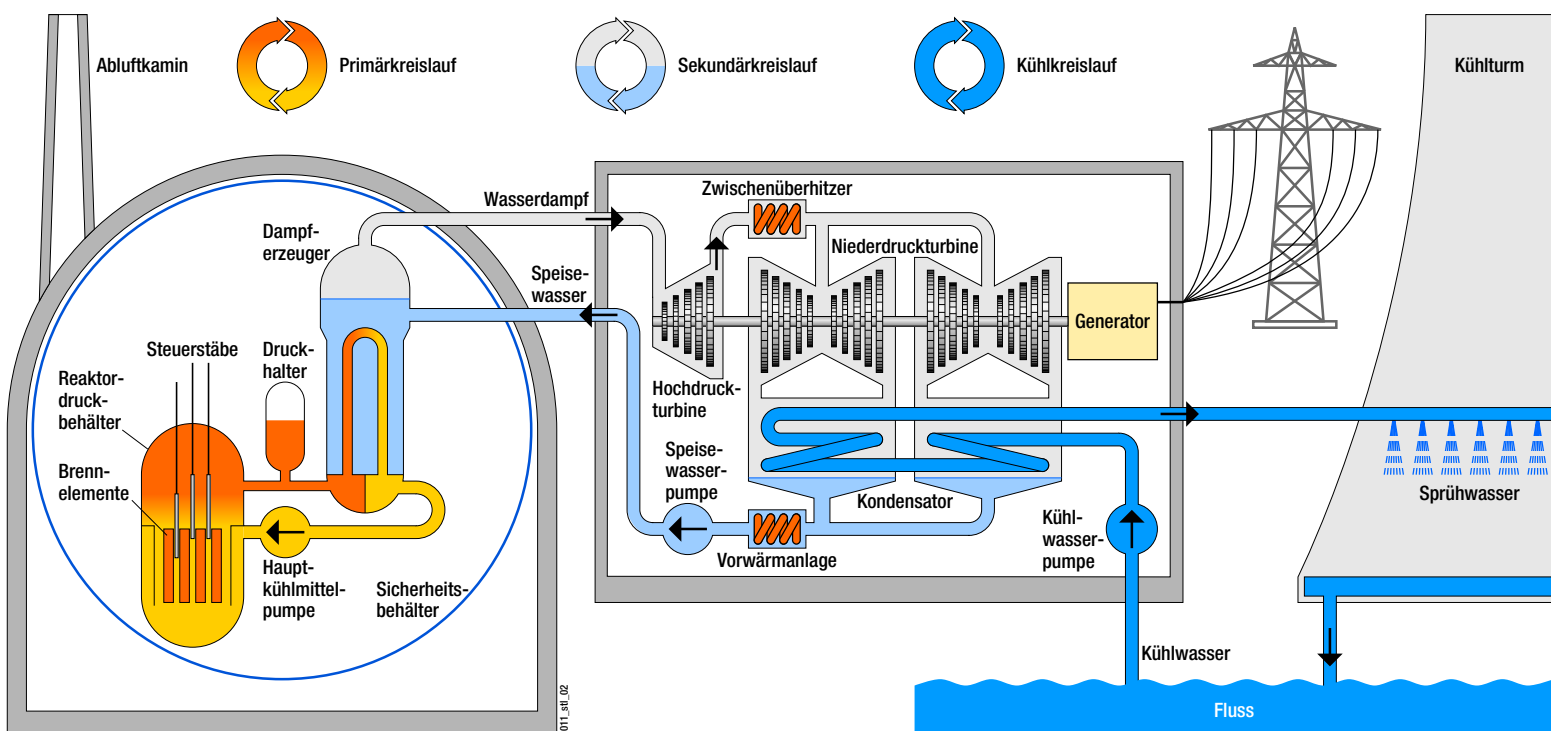 Abluftkamin
Primärkreislauf
Sekundärkreislauf
Kühlkreislauf
Kühlturm
Wasserdampf
Zwischenüberhitzer
Dampf-
erzeuger
Speise-
wasser
Niederdruckturbine
Generator
Steuerstäbe
Druck-
halter
Reaktor-
druck-
behälter
Hochdruck-
turbine
Brenn-
elemente
Speise-
wasser-
pumpe
Kondensator
Sprühwasser
Kühl-
wasser-
pumpe
Vorwärmanlage
Haupt-
kühlmittel-
pumpe
Sicherheits-
behälter
Kühlwasser
Fluss
011_stl_02